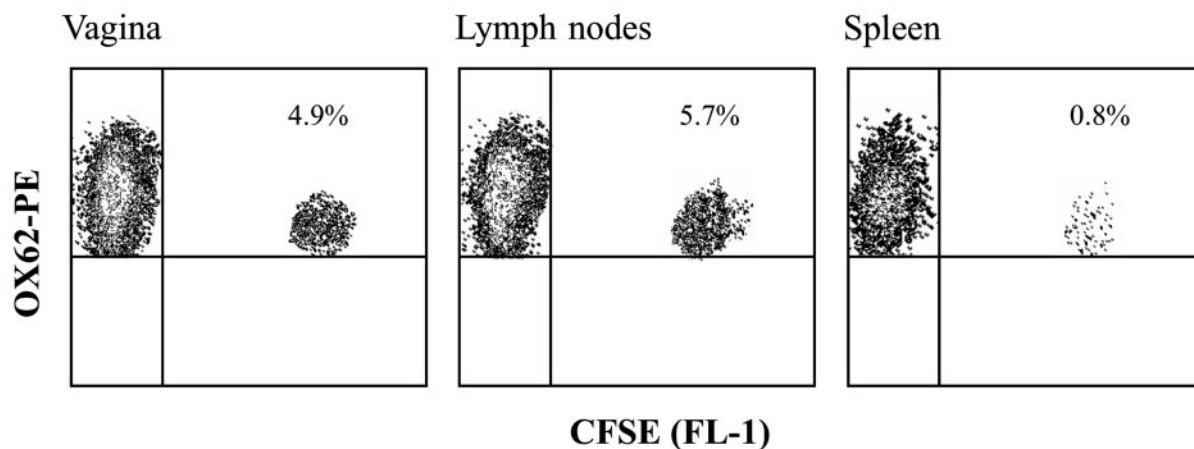 Vagina
Lymph nodes
Spleen
4.9%
5.7%
0.8%
OX62-PE
CFSE (FL-1)